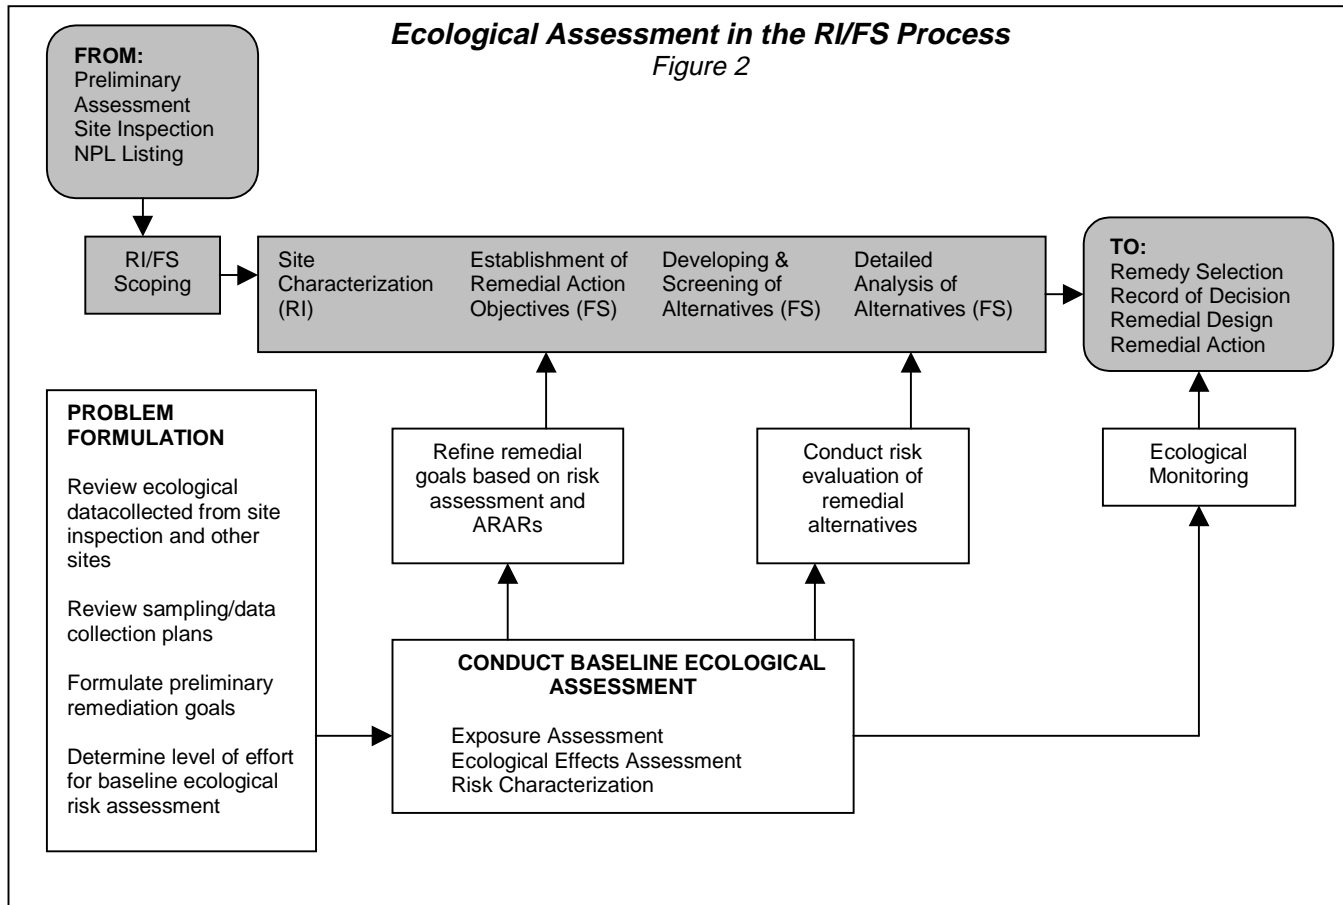 Ecological Assessment in the RI/FS Process
Figure 2
FROM:
Preliminary
Assessment
Site Inspection
NPL Listing
RI/FS
Scoping
Site
Characterization
(RI)
Establishment of
Remedial Action
Objectives (FS)
Developing &
Screening of
Alternatives (FS)
Detailed
Analysis of
Alternatives (FS)
TO:
Remedy Selection
Record of Decision
Remedial Design
Remedial Action
PROBLEM
FORMULATION
Review ecological
datacollected from site
inspection and other
sites
Review sampling/data
collection plans
Formulate preliminary
remediation goals
Determine level of effort
for baseline ecological
risk assessment
Refine remedial
goals based on risk
assessment and
ARARs
Conduct risk
evaluation of
remedial
alternatives
Ecological
Monitoring
CONDUCT BASELINE ECOLOGICAL
ASSESSMENT
Exposure Assessment
Ecological Effects Assessment
Risk Characterization